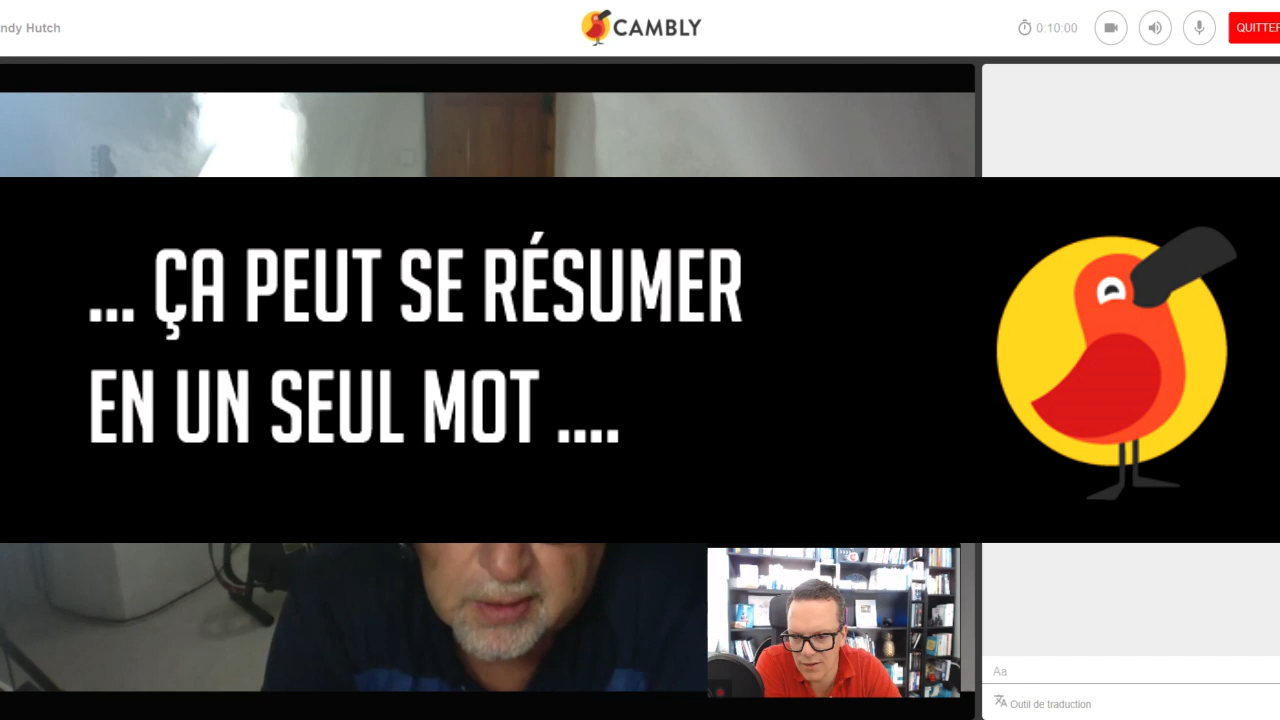 ndy Hutch
CAMBLY
0:10:00
QUITTER
... ÇA PEUT SE RÉSUMER
EN UN SEUL MOT ....
Aa
Outil de traduction